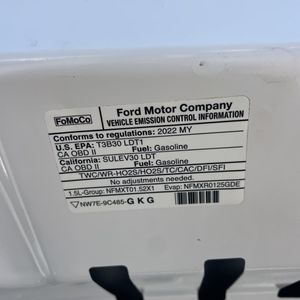 FoMoCo
Ford Motor Company
VEHICLE EMISSION CONTROL INFORMATION
Conforms to regulations: 2022 MY
U.S. EPA: T3B30 LDT1
CA OBD II Fuel: Gasoline
California: SULEV30 LDT
CA OBD II Fuel: Gasoline
TWC/WR-HO2S/HO2S/TC/CAC/DFI/SFI
No adjustments needed.
1.5L-Group: NFMXT01.52X1 Evap: NFMXR0125GDE
NW7E-9C485-GKG